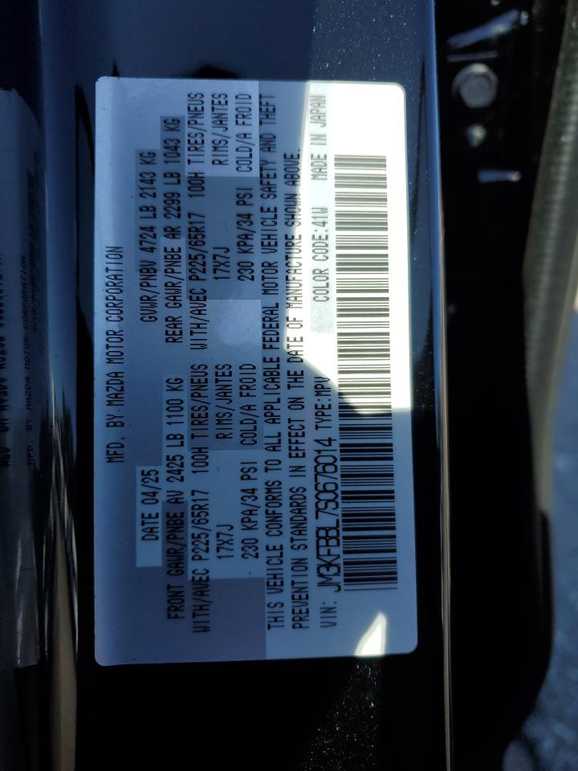 MFD. BY MAZDA MOTOR CORPORATION
DATE 04/25 GVWR/PNBV 4724 LB 2143 KG
FRONT GAWR/PNBE AV 2425 LB 1100 KG REAR GAWR/PNBE AR 2299 LB 1043 KG
WITH/AVEC P225/65R17 100H TIRES/PNEUS WITH/AVEC P225/65R17 100H TIRES/PNEUS
17X7J RIMS/JANTES 17X7J RIMS/JANTES
230 KPA/34 PSI COLD/A FROID 230 KPA/34 PSI COLD/A FROID
THIS VEHICLE CONFORMS TO ALL APPLICABLE FEDERAL MOTOR VEHICLE SAFETY AND THEFT
PREVENTION STANDARDS IN EFFECT ON THE DATE OF MANUFACTURE SHOWN ABOVE.
VIN: JM3KFBBL7S0676014 TYPE:MPV COLOR CODE:41W MADE IN JAPAN